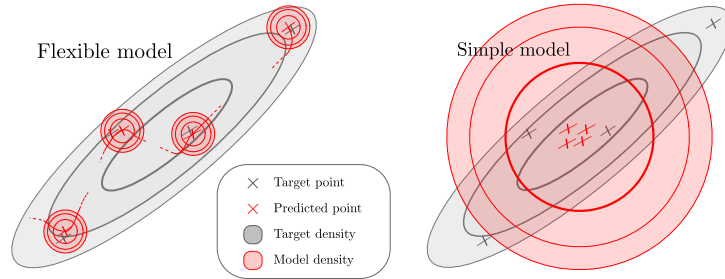 Flexible model
Simple model
Target point
Predicted point
Target density
Model density